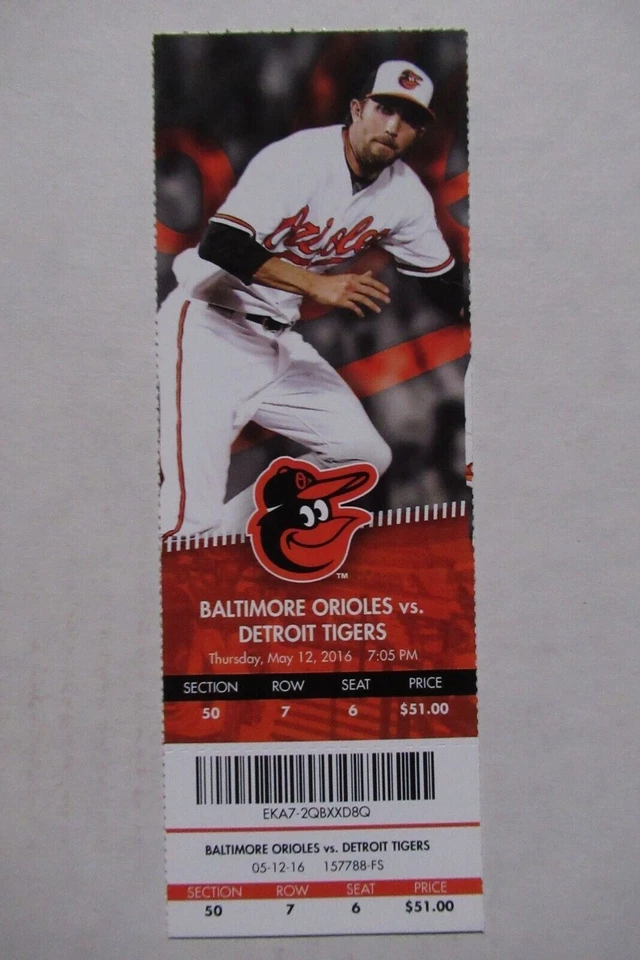 Orioles
TM
BALTIMORE ORIOLES vs.
DETROIT TIGERS
Thursday, May 12, 2016 7:05 PM
SECTION ROW SEAT PRICE
50 7 6 $51.00
EKA7-2QBXXD8Q
BALTIMORE ORIOLES vs. DETROIT TIGERS
05-12-16 157788-FS
SECTION ROW SEAT PRICE
50 7 6 $51.00